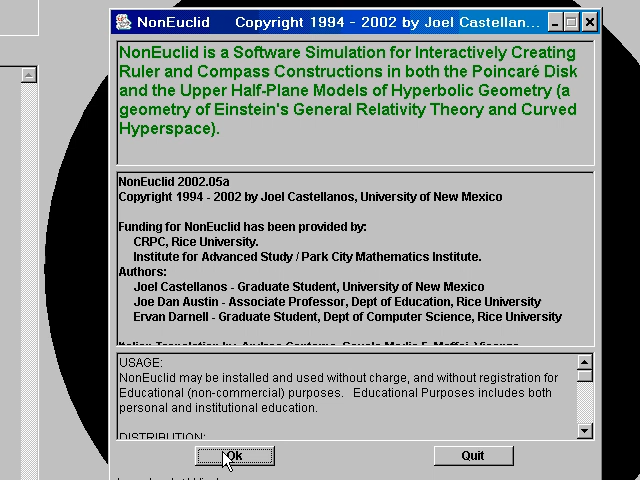 NonEuclid Copyright 1994 - 2002 by Joel Castellan...
NonEuclid is a Software Simulation for Interactively Creating
Ruler and Compass Constructions in both the Poincaré Disk
and the Upper Half-Plane Models of Hyperbolic Geometry (a
geometry of Einstein's General Relativity Theory and Curved
Hyperspace).
NonEuclid 2002.05a
Copyright 1994 - 2002 by Joel Castellanos, University of New Mexico
Funding for NonEuclid has been provided by:
CRPC, Rice University.
Institute for Advanced Study / Park City Mathematics Institute.
Authors:
Joel Castellanos - Graduate Student, University of New Mexico
Joe Dan Austin - Associate Professor, Dept of Education, Rice University
Ervan Darnell - Graduate Student, Dept of Computer Science, Rice University
Italian Translation by
USAGE:
NonEuclid may be installed and used without charge, and without registration for
Educational (non-commercial) purposes. Educational Purposes includes both
personal and institutional education.
DISTRIBUTION:
Ok Quit